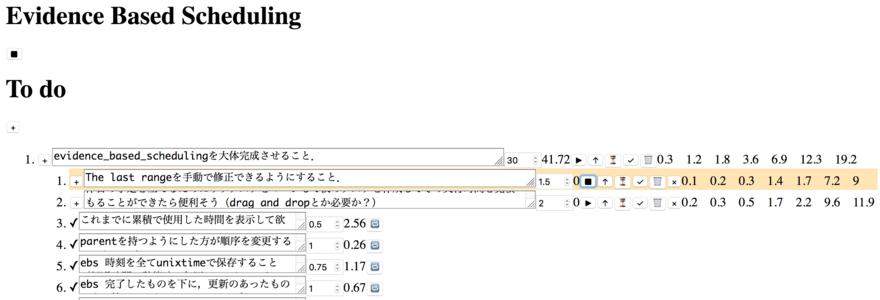 Evidence Based Scheduling
To do
+
1. + evidence_based_schedulingを大体完成させること. 30 41.72 0.3 1.2 1.8 3.6 6.9 12.3 19.2
1. + The last rangeを手動で修正できるようにすること. 1.5 0 × 0.1 0.2 0.3 1.4 1.7 7.2 9
2. + もることができたら便利そう（drag and dropとか必要か？） 2 0 × 0.2 0.3 0.5 1.7 2.2 9.6 11.9
3. ✓ これまでに累積で使用した時間を表示して欲 0.5 2.56
4. ✓ parentを持つようにした方が順序を変更する 1 0.26
5. ✓ ebs 時刻を全てunixtimeで保存すること 0.75 1.17
6. ✓ ebs 完了したものを下に，更新のあったもの 1 0.67